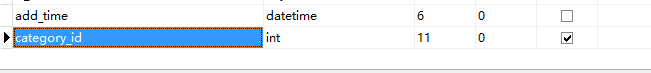 add_time datetime 6 0
category_id int 11 0